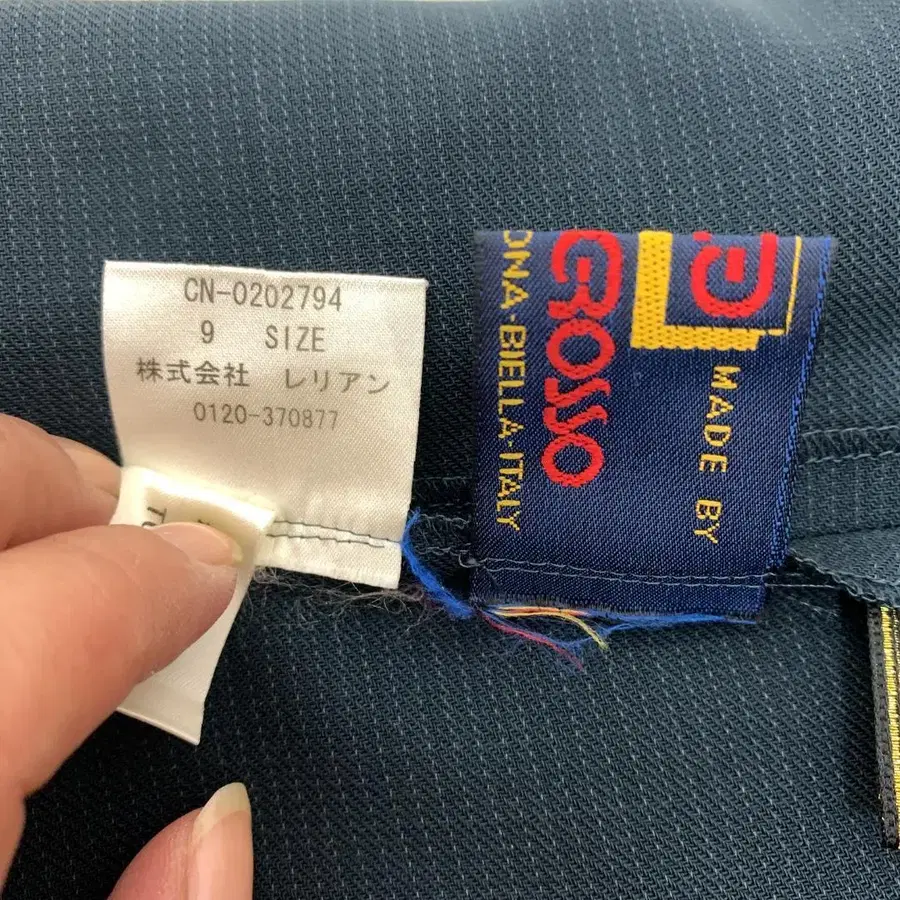 CN-0202794
9 SIZE
株式会社 レリアン
0120-370877
GROSSO
BIELLA·ITALY
MADE BY